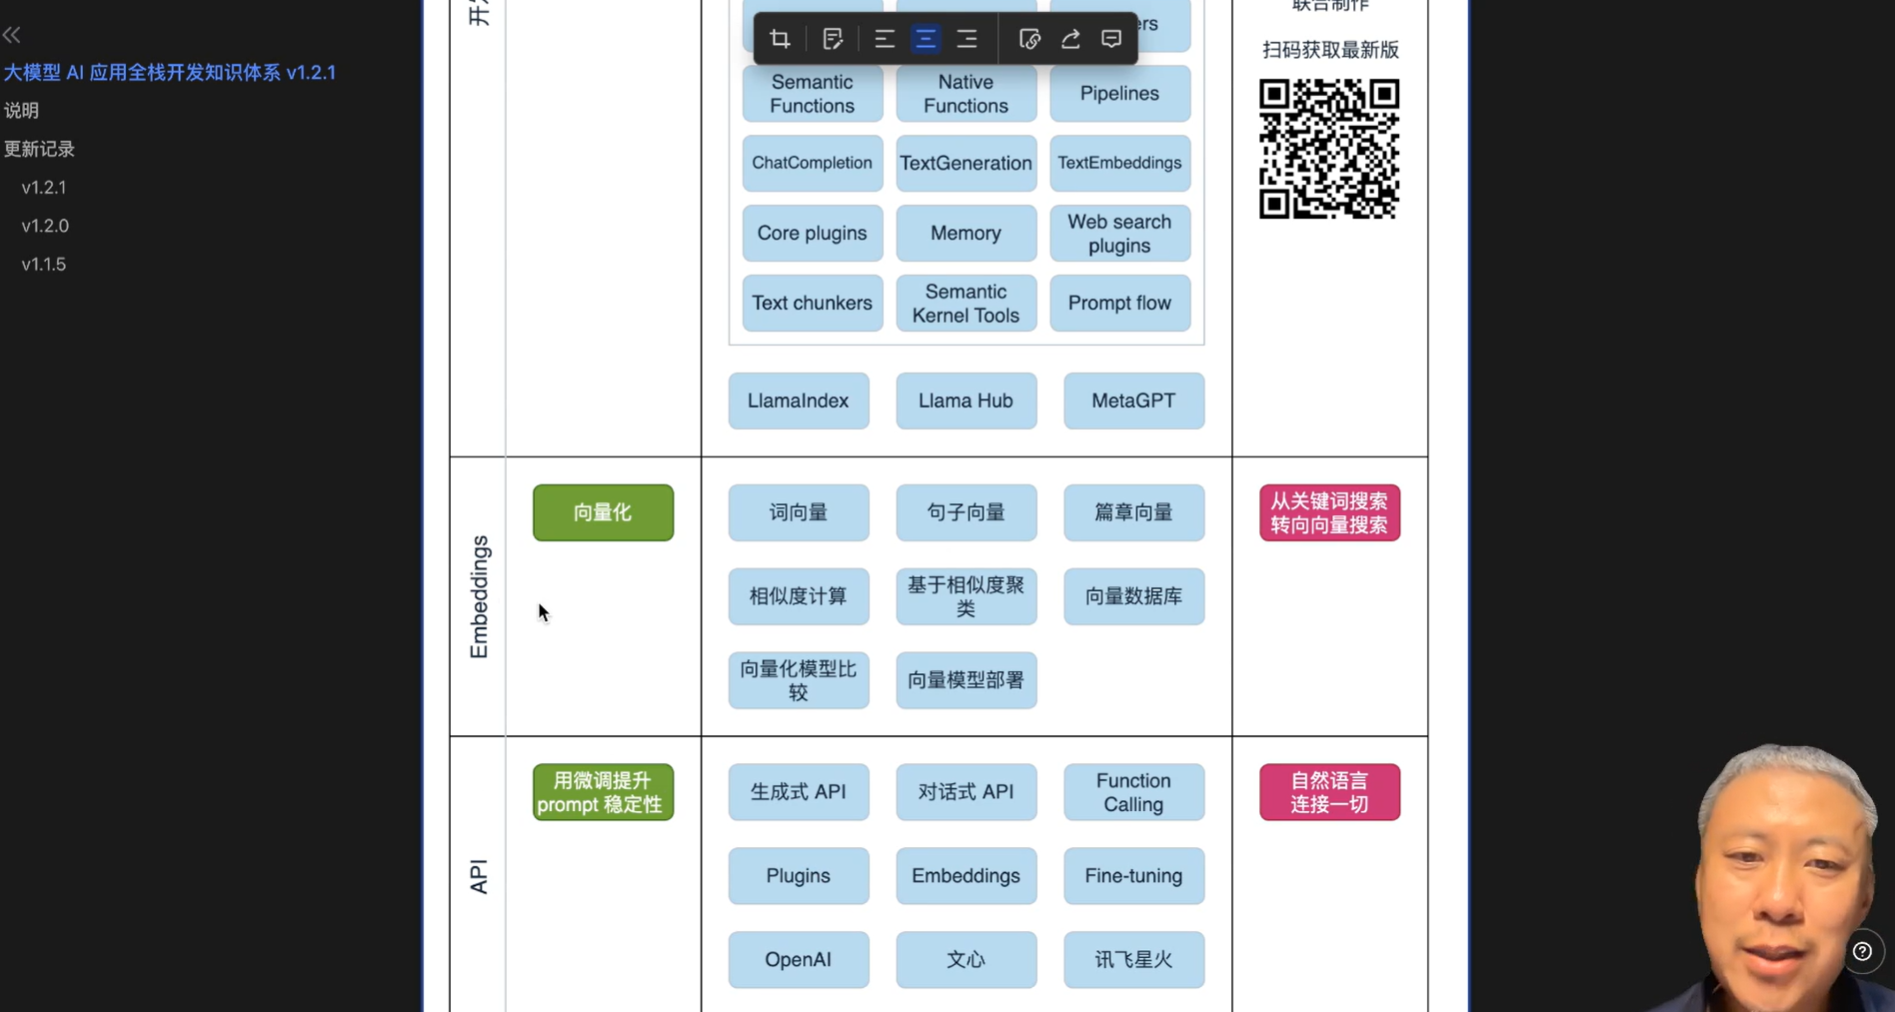 大模型 AI 应用全栈开发知识体系 v1.2.1
说明
更新记录
v1.2.1
v1.2.0
v1.1.5
ers
Semantic
Functions
Native
Functions
Pipelines
ChatCompletion
TextGeneration
TextEmbeddings
Core plugins
Memory
Web search
plugins
Text chunkers
Semantic
Kernel Tools
Prompt flow
LlamaIndex
Llama Hub
MetaGPT
联合制作
扫码获取最新版
Embeddings
向量化
词向量
句子向量
篇章向量
相似度计算
基于相似度聚
类
向量数据库
向量化模型比
较
向量模型部署
从关键词搜索
转向向量搜索
API
用微调提升
prompt 稳定性
生成式 API
对话式 API
Function
Calling
Plugins
Embeddings
Fine-tuning
OpenAI
文心
讯飞星火
自然语言
连接一切